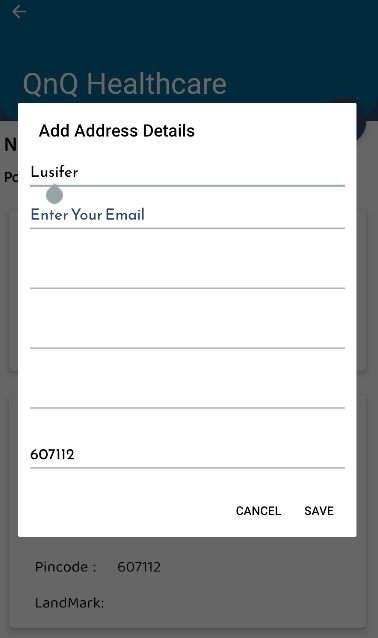 QnQ Healthcare
Add Address Details
Lusifer
Enter Your Email
607112
CANCEL SAVE
Pincode : 607112
LandMark: